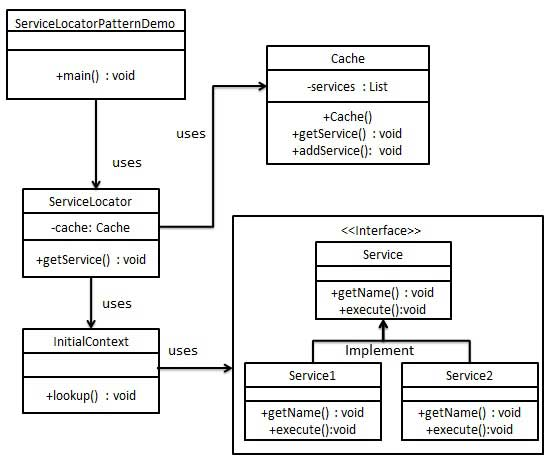 ServiceLocatorPatternDemo
+main() : void
uses
Cache
-services : List
+Cache()
+getService() : void
+addService(): void
uses
ServiceLocator
-cache: Cache
+getService() : void
uses
InitialContext
+lookup() : void
uses
<<Interface>>
Service
+getName() : void
+execute():void
Implement
Service1
+getName() : void
+execute():void
Service2
+getName() : void
+execute():void